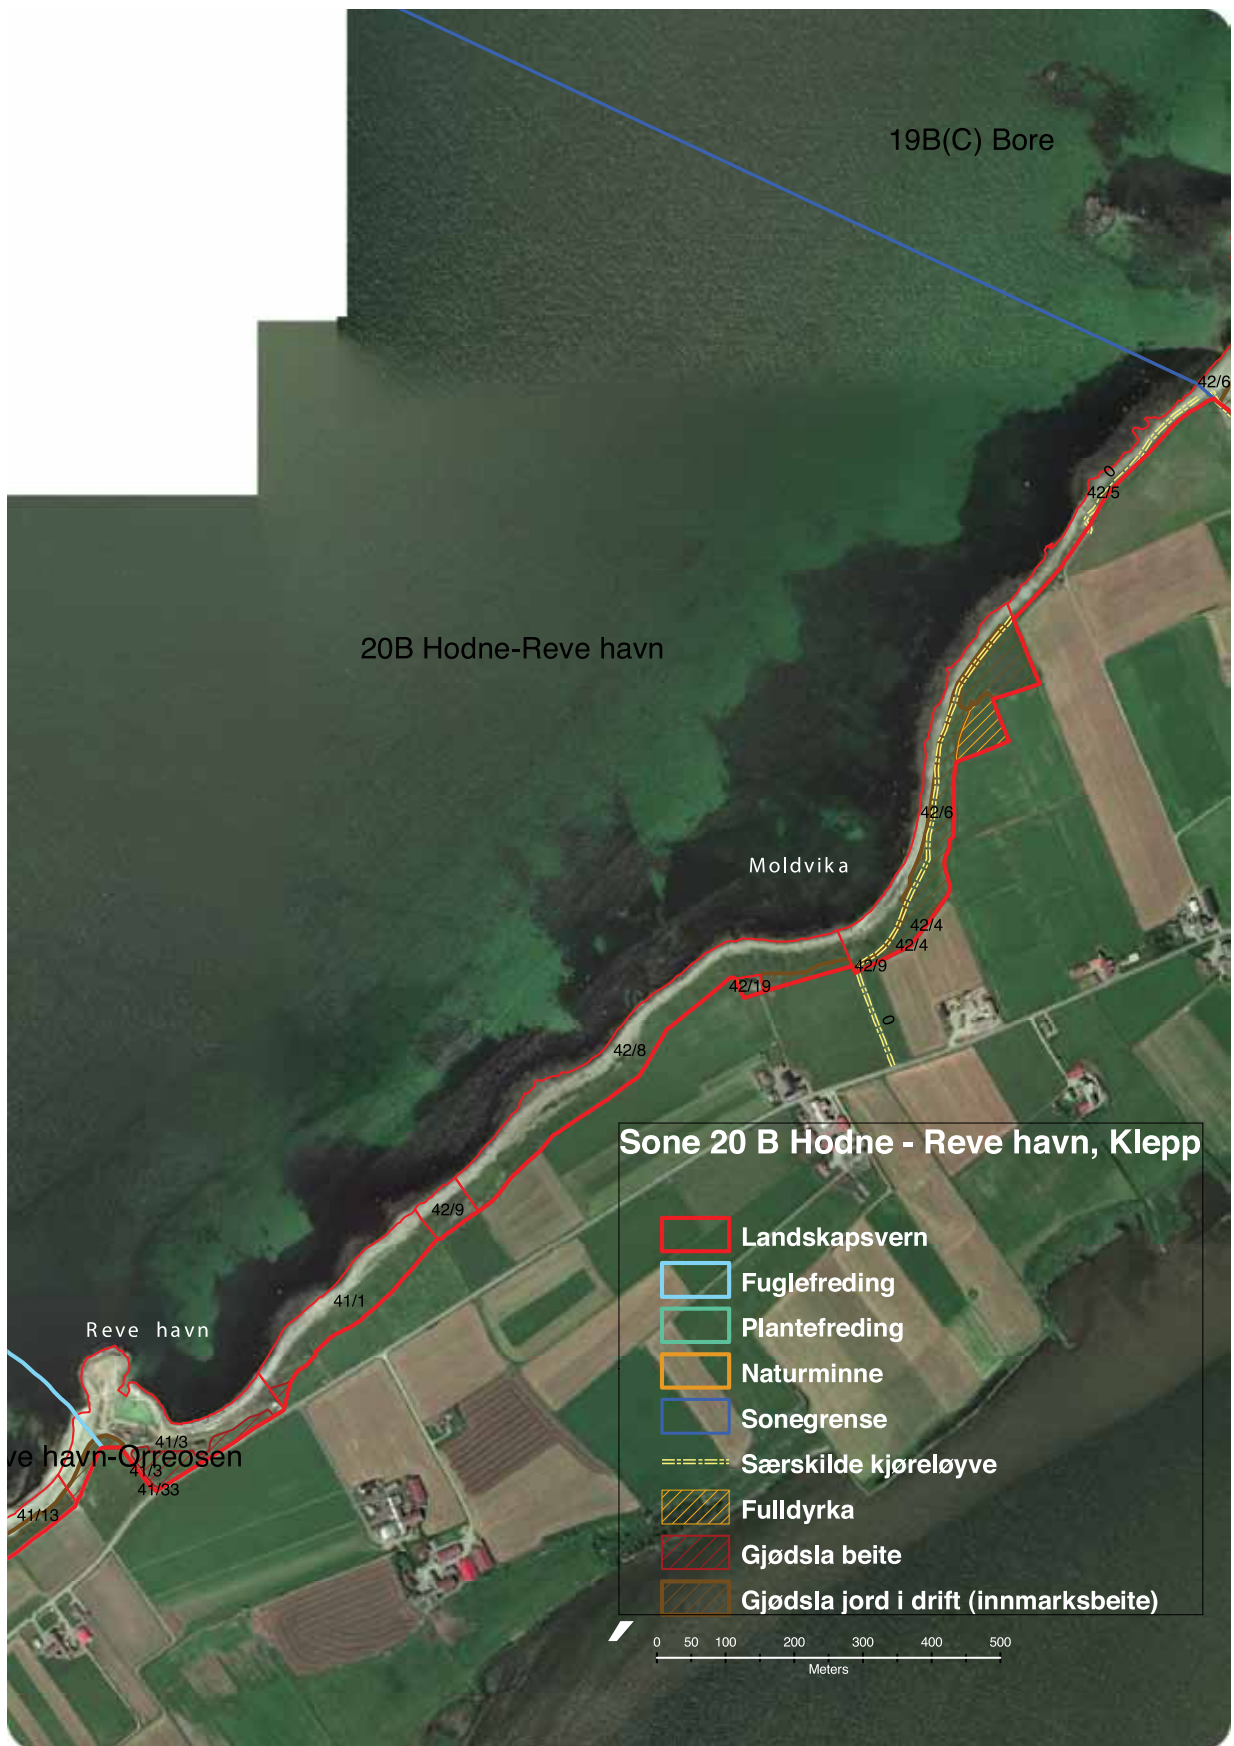 19B(C) Bore
42/6
0
42/5
20B Hodne-Reve havn
42/6
Moldvika
42/4
42/4
42/9
42/19
0
42/8
Sone 20 B Hodne - Reve havn, Klepp
42/9
Landskapsvern
Fuglefreding
41/1
Plantefreding
Reve havn
Naturminne
Sonegrense
41/3
ve havn-Orreosen
41/3
Særskilde kjøreløyve
41/33
41/13
Fulldyrka
Gjødsla beite
Gjødsla jord i drift (innmarksbeite)
0 50 100 200 300 400 500
Meters